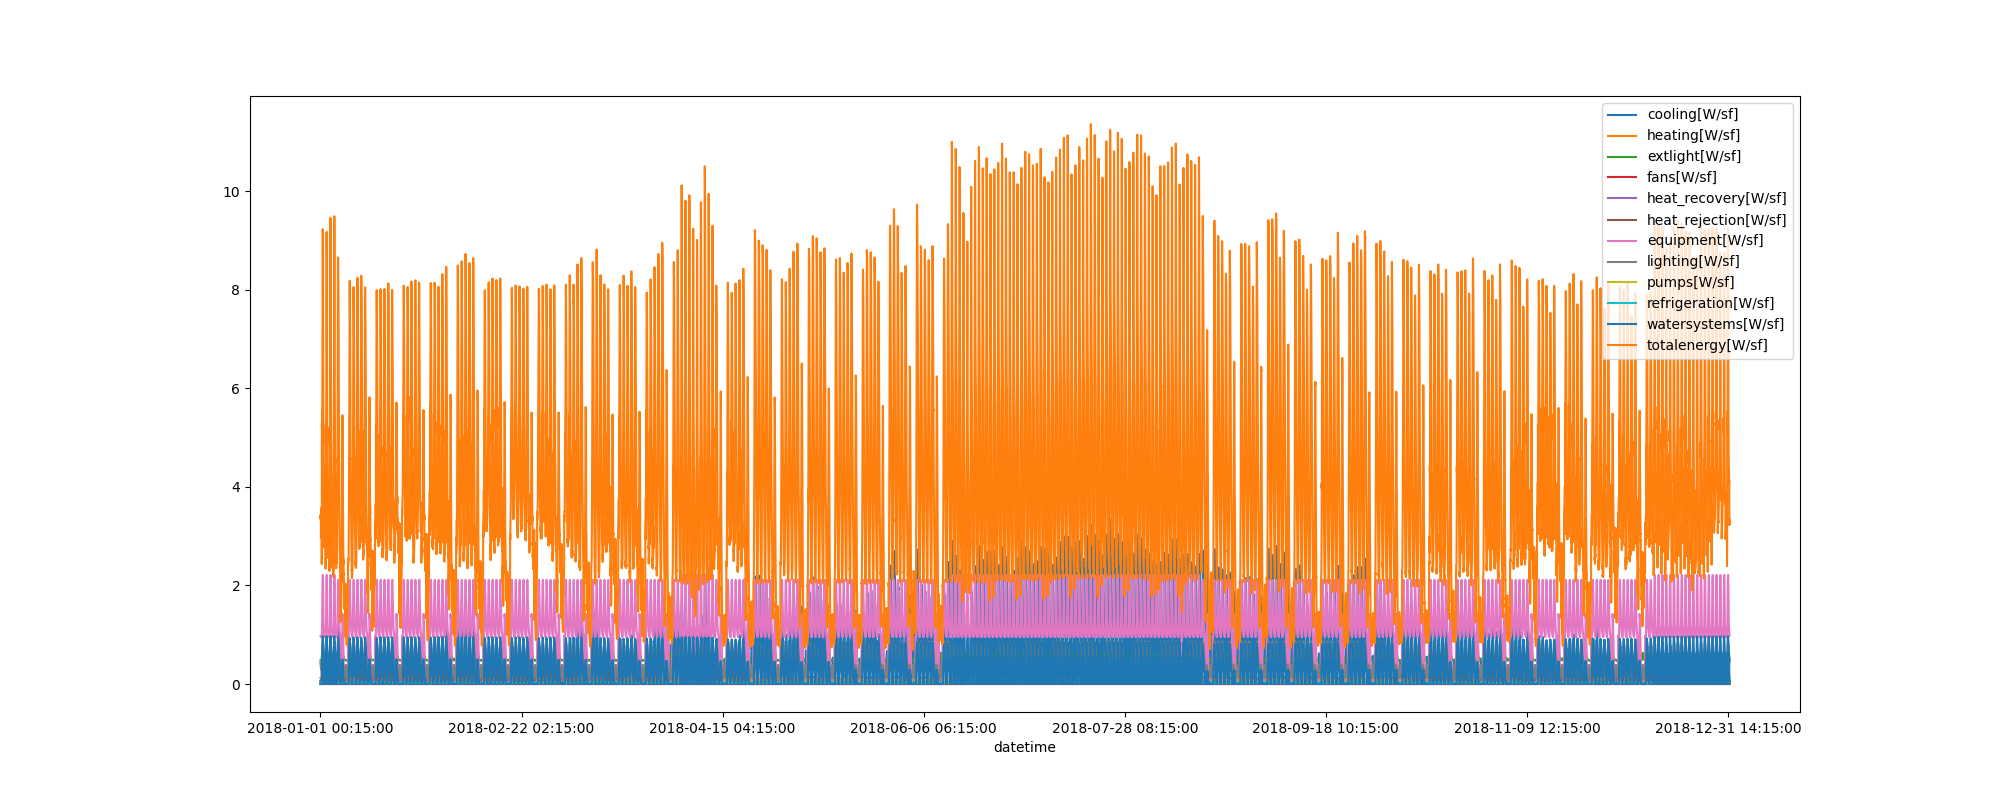 10
8
6
4
2
0
cooling[W/sf]
heating[W/sf]
extlight[W/sf]
fans[W/sf]
heat_recovery[W/sf]
heat_rejection[W/sf]
equipment[W/sf]
lighting[W/sf]
pumps[W/sf]
refrigeration[W/sf]
watersystems[W/sf]
totalenergy[W/sf]
2018-01-01 00:15:00 2018-02-22 02:15:00 2018-04-15 04:15:00 2018-06-06 06:15:00 2018-07-28 08:15:00 2018-09-18 10:15:00 2018-11-09 12:15:00 2018-12-31 14:15:00
datetime